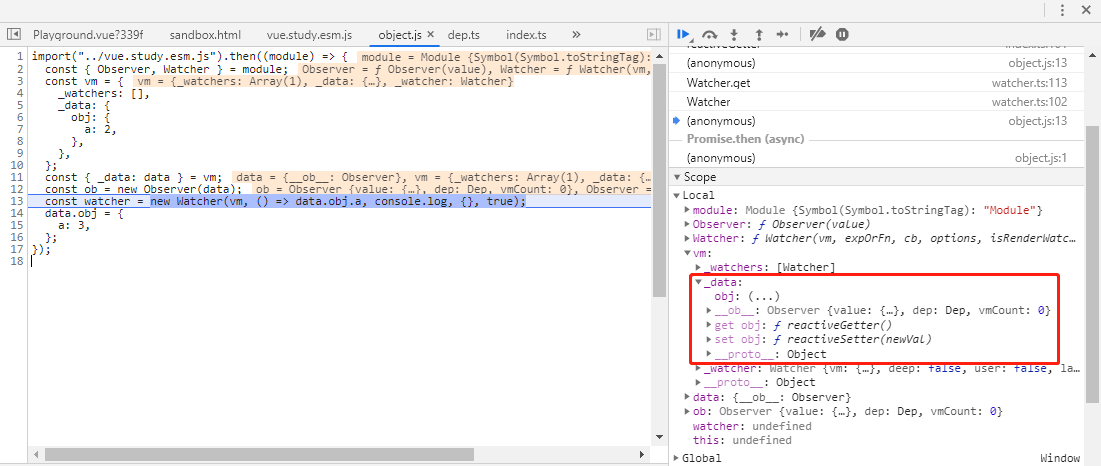 Playground.vue?339f sandbox.html vue.study.esm.js object.js × dep.ts index.ts »
1 import("../vue.study.esm.js").then((module) => { module = Module {Symbol(Symbol.toStringTag):
2 const { Observer, Watcher } = module; Observer = ƒ Observer(value), Watcher = ƒ Watcher(vm,
3 const vm = { vm = {_watchers: Array(1), _data: {…}, _watcher: Watcher}
4 _watchers: [],
5 _data: {
6 obj: {
7 a: 2,
8 },
9 },
10 };
11 const { _data: data } = vm; data = {__ob__: Observer}, vm = {_watchers: Array(1), _data: {…
12 const ob = new Observer(data); ob = Observer {value: {…}, dep: Dep, vmCount: 0}, Observer =
13 const watcher = new Watcher(vm, () => data.obj.a, console.log, {}, true);
14 data.obj = {
15 a: 3,
16 };
17 });
18
(anonymous) object.js:13
Watcher.get watcher.ts:113
Watcher watcher.ts:102
(anonymous) object.js:13
Promise.then (async)
(anonymous) object.js:1
Scope
Local
module: Module {Symbol(Symbol.toStringTag): "Module"}
Observer: ƒ Observer(value)
Watcher: ƒ Watcher(vm, expOrFn, cb, options, isRenderWatc…
vm:
_watchers: [Watcher]
_data:
obj: (...)
__ob__: Observer {value: {…}, dep: Dep, vmCount: 0}
get obj: ƒ reactiveGetter()
set obj: ƒ reactiveSetter(newVal)
__proto__: Object
_watcher: Watcher {vm: {…}, deep: false, user: false, la…
__proto__: Object
data: {__ob__: Observer}
ob: Observer {value: {…}, dep: Dep, vmCount: 0}
watcher: undefined
this: undefined
Global Window